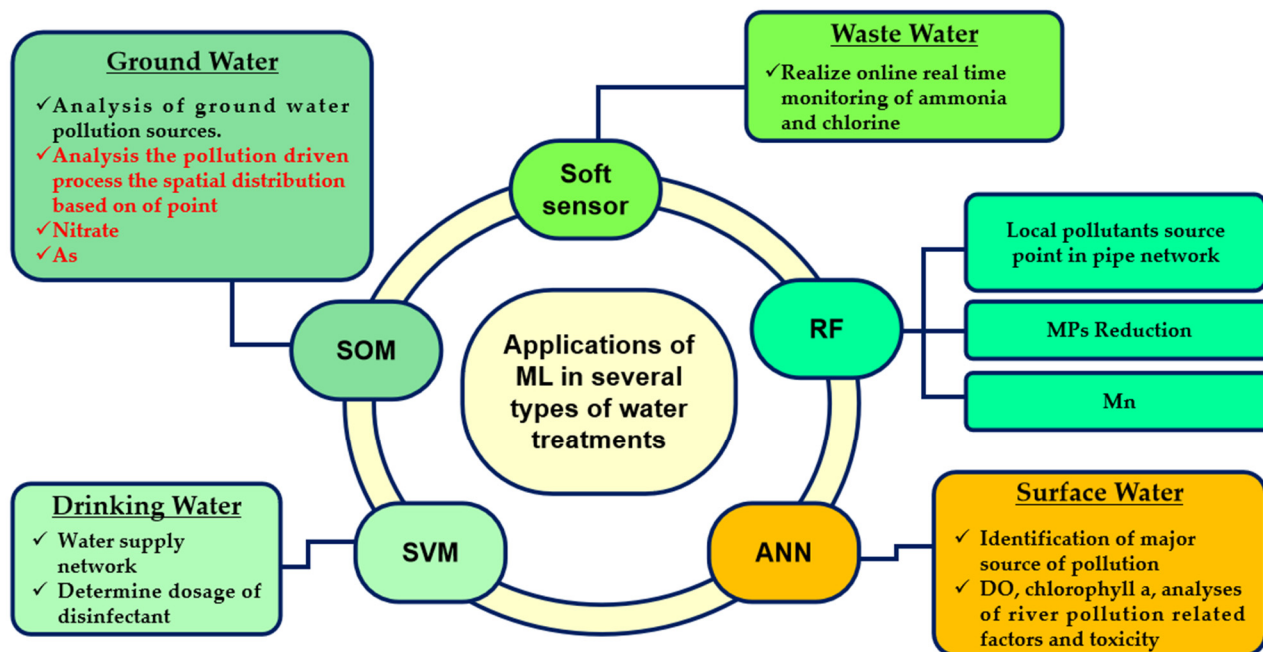 Ground Water
✓Analysis of ground water
pollution sources.
✓Analysis the pollution driven
process the spatial distribution
based on of point
✓Nitrate
✓As
Waste Water
✓Realize online real time
monitoring of ammonia
and chlorine
Soft
sensor
Local pollutants source
point in pipe network
MPs Reduction
Mn
RF
SOM
Applications of
ML in several
types of water
treatments
Drinking Water
✓ Water supply
network
✓ Determine dosage of
disinfectant
SVM
ANN
Surface Water
✓ Identification of major
source of pollution
✓ DO, chlorophyll a, analyses
of river pollution related
factors and toxicity